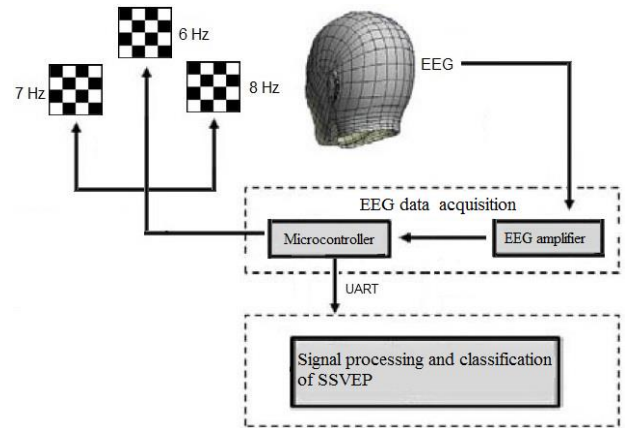 6 Hz
7 Hz
8 Hz
EEG
EEG data acquisition
Microcontroller
EEG amplifier
UART
Signal processing and classification
of SSVEP